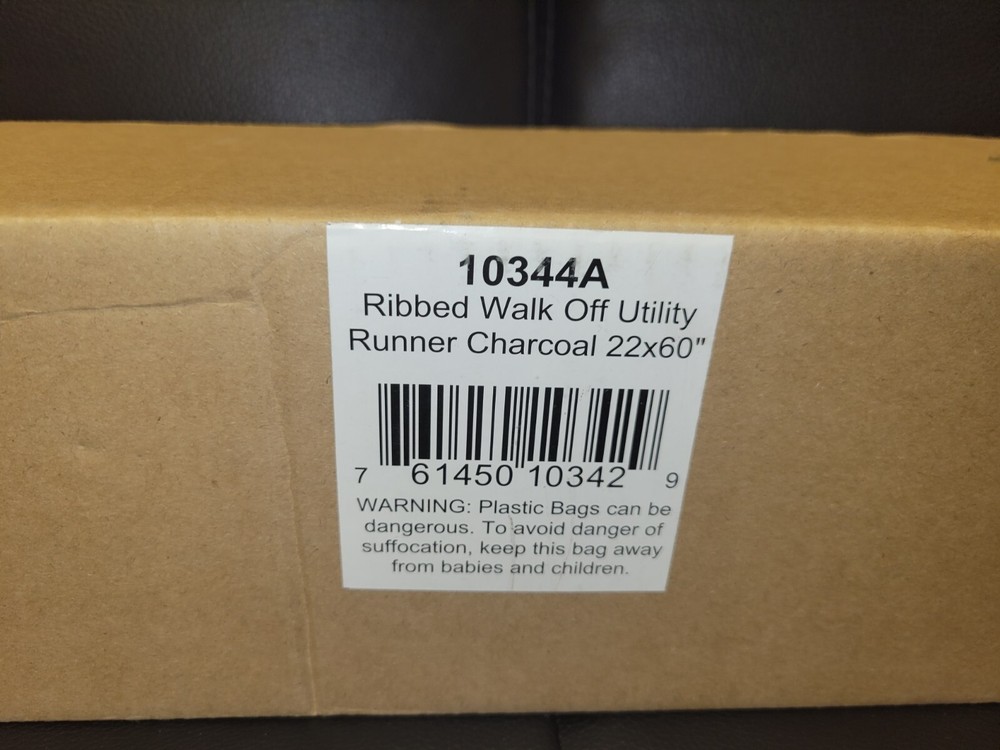 10344A
Ribbed Walk Off Utility
Runner Charcoal 22x60"
7 61450 10342 9
WARNING: Plastic Bags can be
dangerous. To avoid danger of
suffocation, keep this bag away
from babies and children.